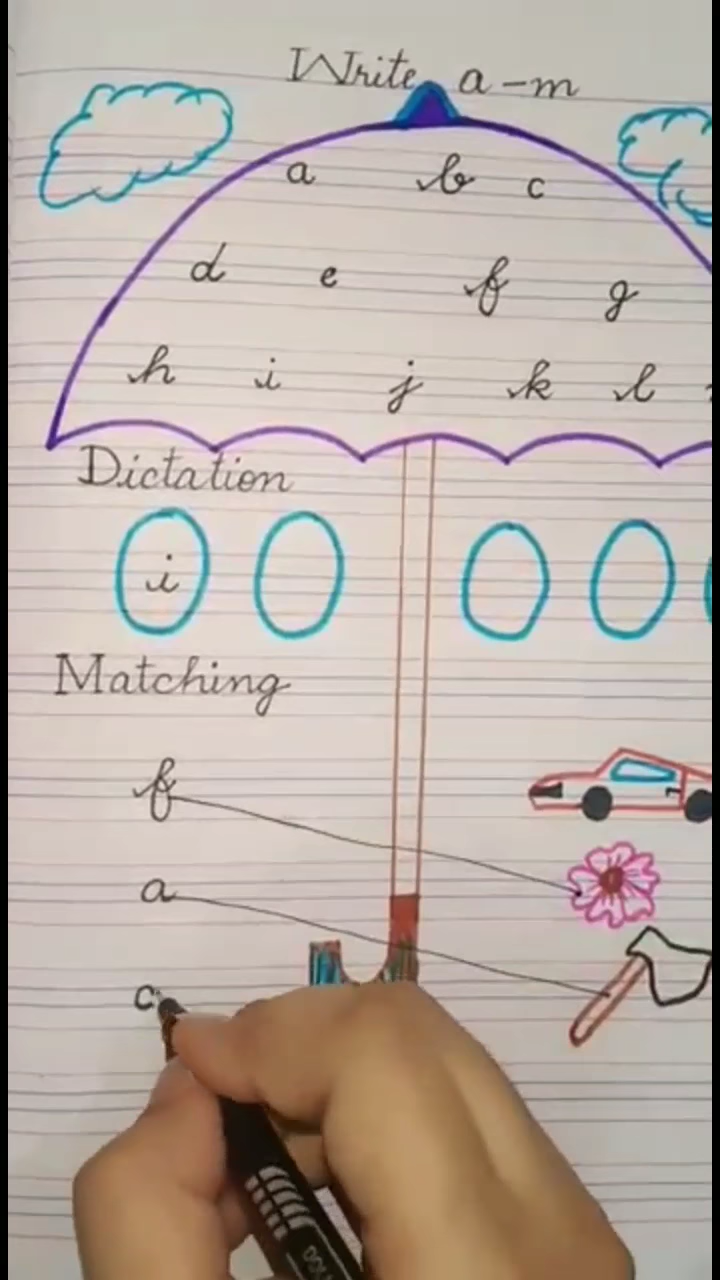 Write a-m
a b c
d e f g
h i j k l
Dictation
i
Matching
f
a
c